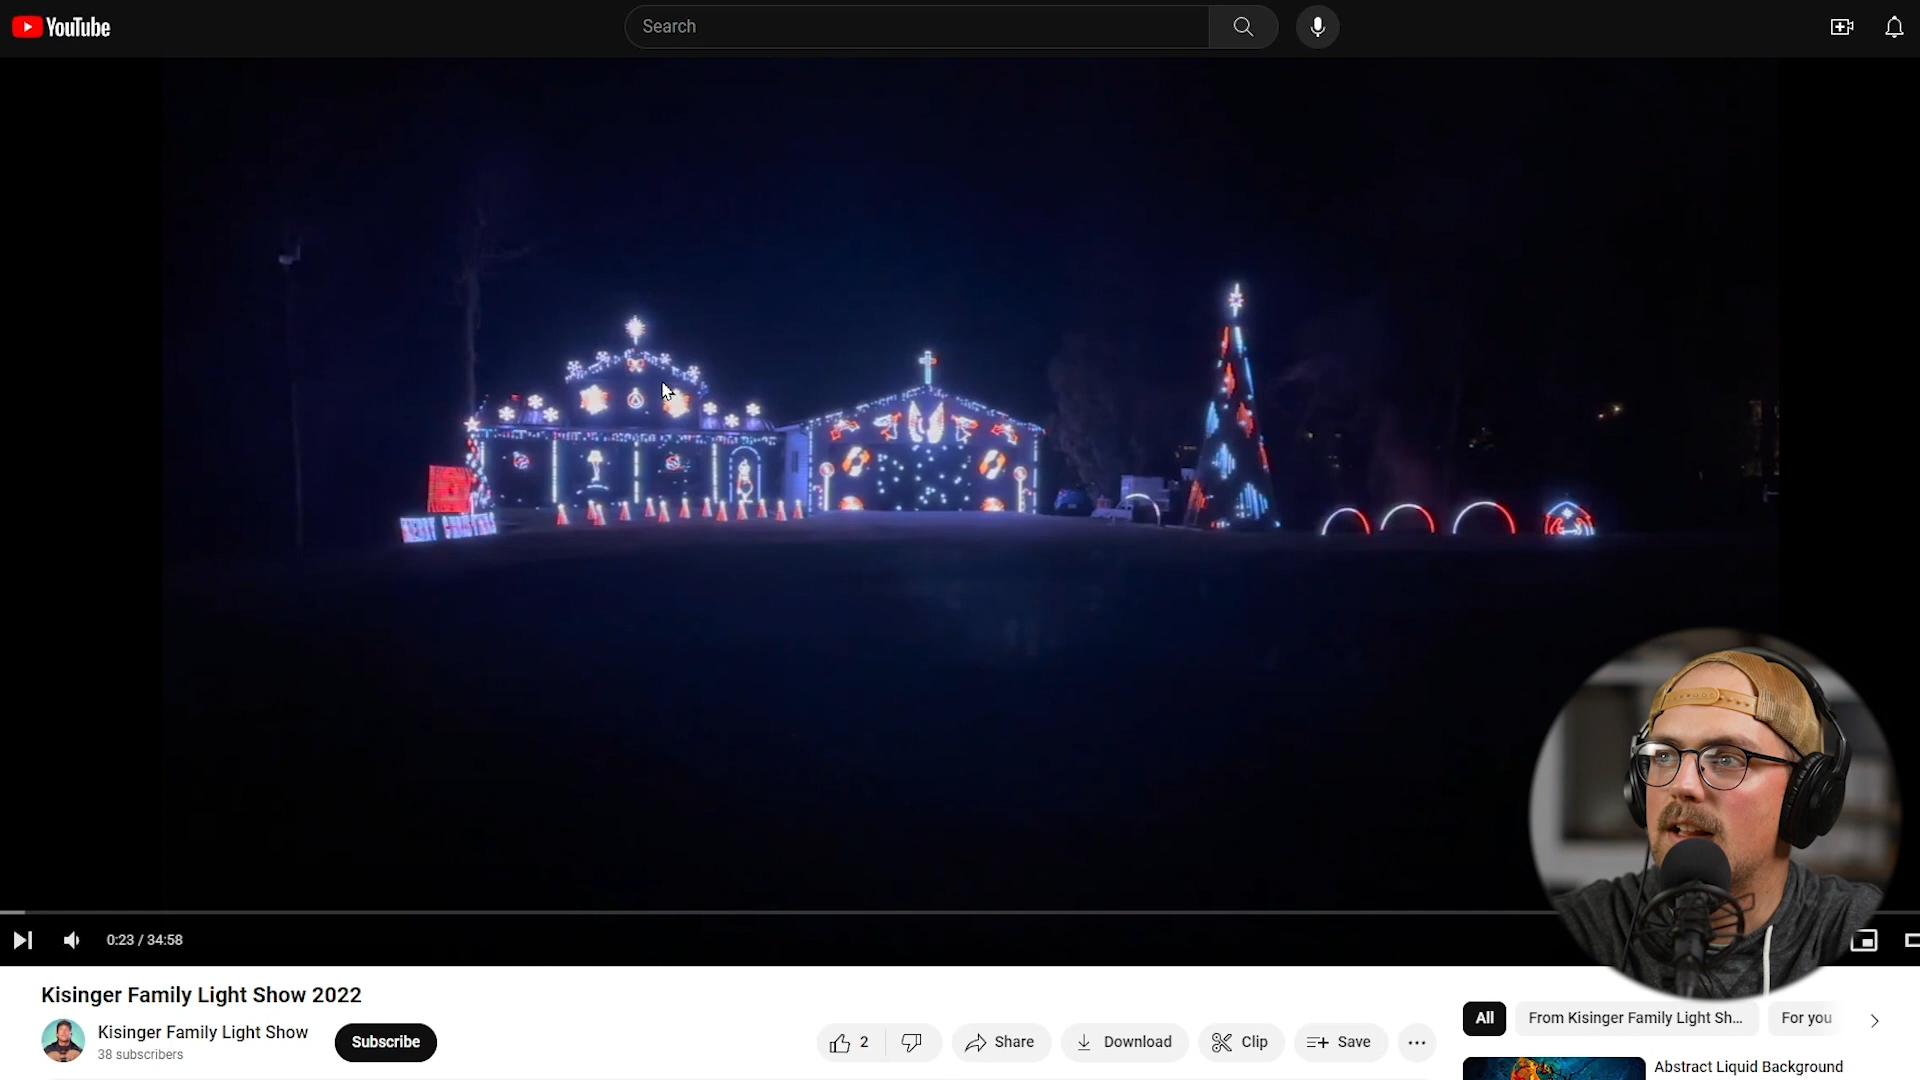 YouTube
Search
0:23 / 34:58
Kisinger Family Light Show 2022
Kisinger Family Light Show
38 subscribers
Subscribe
2
Share
Download
Clip
Save
All
From Kisinger Family Light Sh...
For you
Abstract Liquid Background